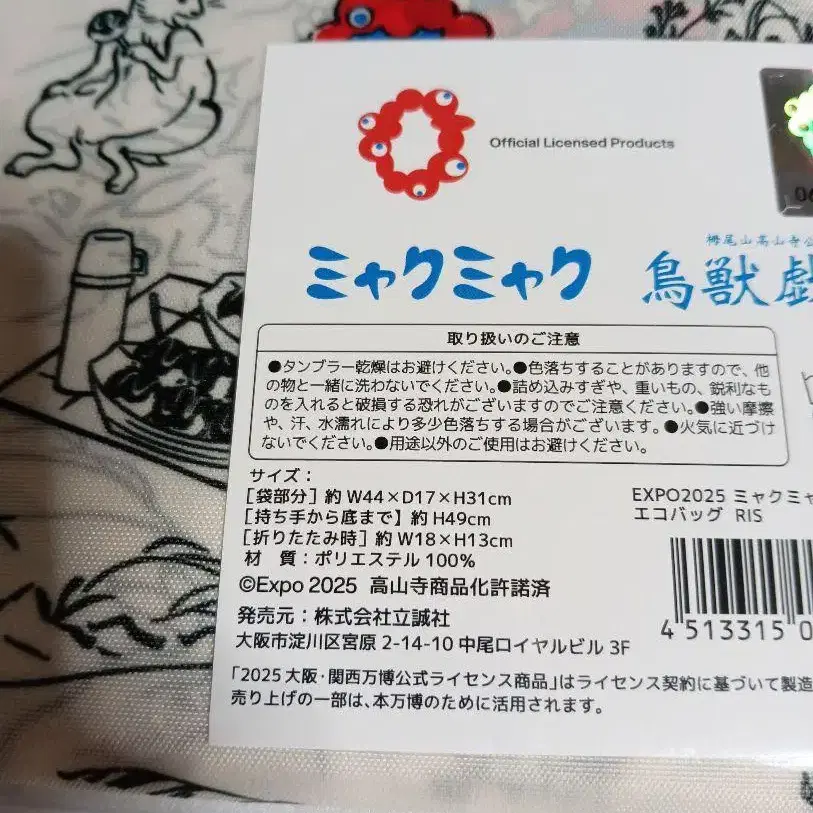 Official Licensed Products
06
ミャクミャク
栂尾山高山寺公
鳥獣戯
取り扱いのご注意
●タンブラー乾燥はお避けください。●色落ちすることがありますので、他
の物と一緒に洗わないでください。●詰め込みすぎや、重いもの、鋭利なも
のを入れると破損する恐れがございますのでご注意ください。●強い摩擦
や、汗、水濡れにより多少色落ちする場合がございます。●火気に近づけ
ないでください。●用途以外のご使用はお避けください。
サイズ：
［袋部分］約 W44×D17×H31cm
［持ち手から底まで】約 H49cm
［折りたたみ時］約 W18×H13cm
材　質：ポリエステル 100%
©Expo 2025　高山寺商品化許諾済
発売元：株式会社立誠社
大阪市淀川区宮原 2-14-10 中尾ロイヤルビル 3F
EXPO2025 ミャクミャ
エコバッグ RIS
4 513315 0
「2025 大阪・関西万博公式ライセンス商品」はライセンス契約に基づいて製造
売り上げの一部は、本万博のために活用されます。